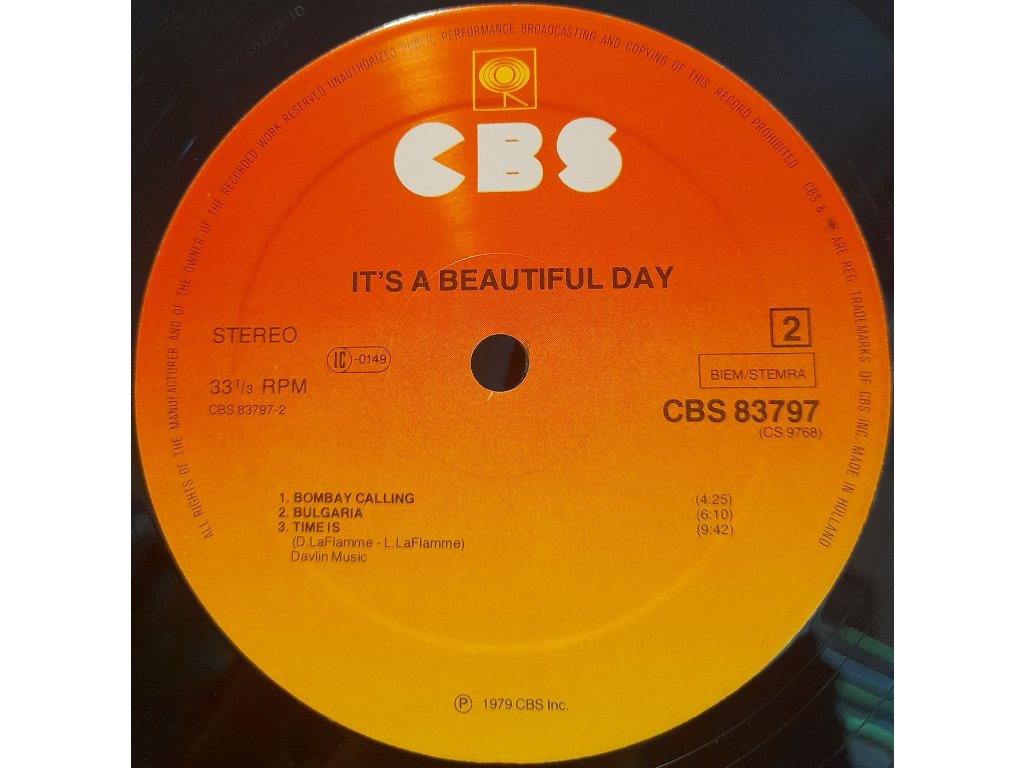 ALL RIGHTS OF THE MANUFACTURER AND OF THE OWNER OF THE RECORDED WORK RESERVED UNAUTHORIZED PUBLIC PERFORMANCE BROADCASTING AND COPYING OF THIS RECORD PROHIBITED CBS & ARE REG. TRADEMARKS OF CBS INC. MADE IN HOLLAND
CBS
IT'S A BEAUTIFUL DAY
STEREO
2
IC -0149
BIEM/STEMRA
33 1/3 RPM
CBS 83797-2
CBS 83797
(CS 9768)
1. BOMBAY CALLING (4:25)
2. BULGARIA (6:10)
3. TIME IS (9:42)
(D.LaFlamme - L.LaFlamme)
Davlin Music
Ⓟ 1979 CBS Inc.